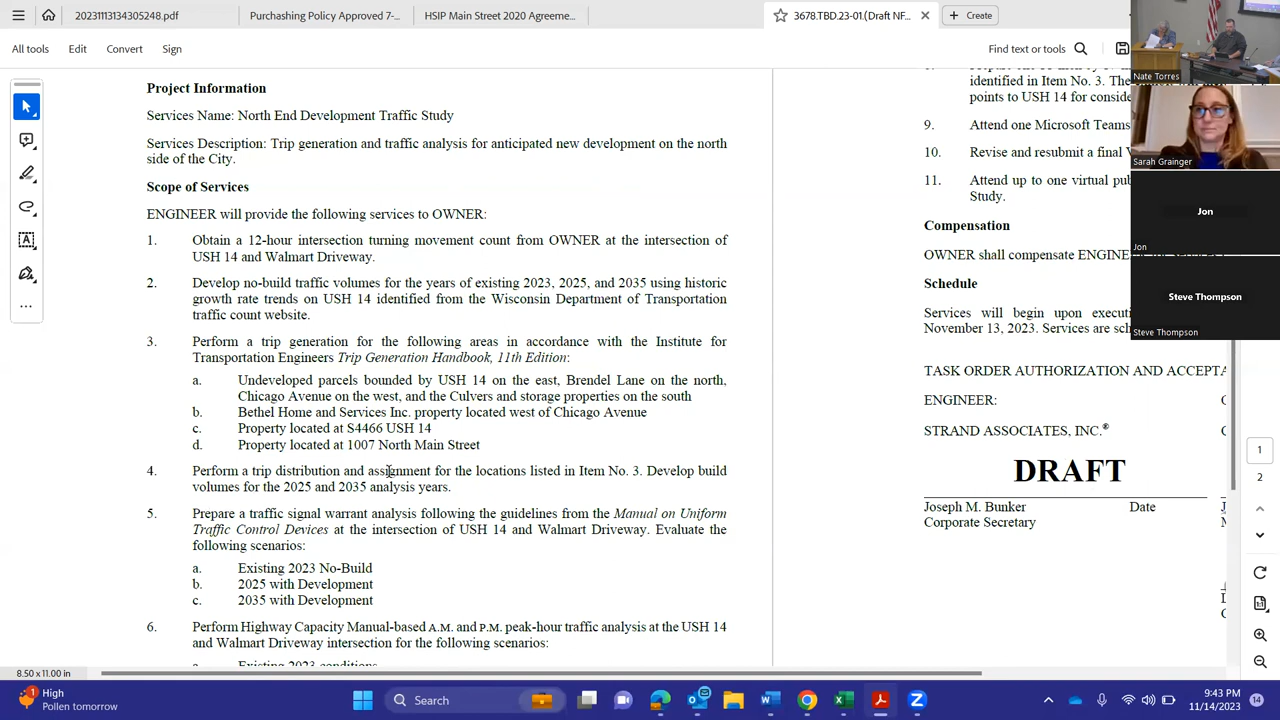 20231113134305248.pdf
Purchashing Policy Approved 7-...
HSIP Main Street 2020 Agreeme...
3678.TBD.23-01.(Draft NF...
Create
All tools
Edit
Convert
Sign
Find text or tools
Project Information
Services Name: North End Development Traffic Study
Services Description: Trip generation and traffic analysis for anticipated new development on the north
side of the City.
Scope of Services
ENGINEER will provide the following services to OWNER:
1. Obtain a 12-hour intersection turning movement count from OWNER at the intersection of
USH 14 and Walmart Driveway.
2. Develop no-build traffic volumes for the years of existing 2023, 2025, and 2035 using historic
growth rate trends on USH 14 identified from the Wisconsin Department of Transportation
traffic count website.
3. Perform a trip generation for the following areas in accordance with the Institute for
Transportation Engineers Trip Generation Handbook, 11th Edition:
a. Undeveloped parcels bounded by USH 14 on the east, Brendel Lane on the north,
Chicago Avenue on the west, and the Culvers and storage properties on the south
b. Bethel Home and Services Inc. property located west of Chicago Avenue
c. Property located at S4466 USH 14
d. Property located at 1007 North Main Street
4. Perform a trip distribution and assignment for the locations listed in Item No. 3. Develop build
volumes for the 2025 and 2035 analysis years.
5. Prepare a traffic signal warrant analysis following the guidelines from the Manual on Uniform
Traffic Control Devices at the intersection of USH 14 and Walmart Driveway. Evaluate the
following scenarios:
a. Existing 2023 No-Build
b. 2025 with Development
c. 2035 with Development
6. Perform Highway Capacity Manual-based A.M. and P.M. peak-hour traffic analysis at the USH 14
and Walmart Driveway intersection for the following scenarios:
a. Existing 2023 conditions
identified in Item No. 3. The
points to USH 14 for conside
9. Attend one Microsoft Teams
10. Revise and resubmit a final
11. Attend up to one virtual pub
Study.
Compensation
OWNER shall compensate ENGINE
Schedule
Services will begin upon executi
November 13, 2023. Services are sch
TASK ORDER AUTHORIZATION AND ACCEPTA
ENGINEER:
STRAND ASSOCIATES, INC.®
DRAFT
Joseph M. Bunker Date
Corporate Secretary
Nate Torres
Sarah Grainger
Jon
Jon
Steve Thompson
Steve Thompson
1
2
8.50 x 11.00 in
High
Pollen tomorrow
1
Search
9:43 PM
11/14/2023
14